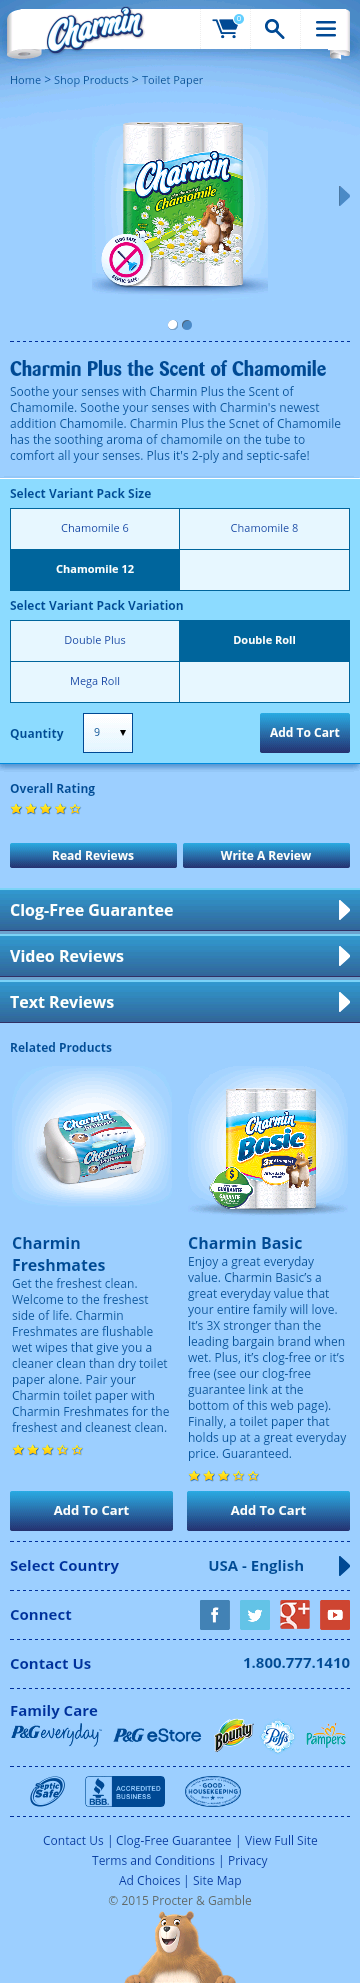 Charmin
0
Home > Shop Products > Toilet Paper
Charmin
Chamomile
CLOG SAFE
SEPTIC SAFE
Charmin Plus the Scent of Chamomile
Soothe your senses with Charmin Plus the Scent of
Chamomile. Soothe your senses with Charmin's newest
addition Chamomile. Charmin Plus the Scnet of Chamomile
has the soothing aroma of chamomile on the tube to
comfort all your senses. Plus it's 2-ply and septic-safe!
Select Variant Pack Size
Chamomile 6 Chamomile 8
Chamomile 12
Select Variant Pack Variation
Double Plus Double Roll
Mega Roll
Quantity 9 Add To Cart
Overall Rating
Read Reviews Write A Review
Clog-Free Guarantee
Video Reviews
Text Reviews
Related Products
Charmin
Charmin
Charmin
Basic
GUARANTEE
Charmin
Freshmates
Get the freshest clean.
Welcome to the freshest
side of life. Charmin
Freshmates are flushable
wet wipes that give you a
cleaner clean than dry toilet
paper alone. Pair your
Charmin toilet paper with
Charmin Freshmates for the
freshest and cleanest clean.
Charmin Basic
Enjoy a great everyday
value. Charmin Basic’s a
great everyday value that
your entire family will love.
It’s 3X stronger than the
leading bargain brand when
wet. Plus, it’s clog-free or it’s
free (see our clog-free
guarantee link at the
bottom of this web page).
Finally, a toilet paper that
holds up at a great everyday
price. Guaranteed.
Add To Cart Add To Cart
Select Country USA - English
Connect
Contact Us 1.800.777.1410
Family Care
P&G everyday P&G eStore Bounty Puffs Pampers
Septic Safe
BBB. ACCREDITED
BUSINESS
GOOD
HOUSEKEEPING
Contact Us | Clog-Free Guarantee | View Full Site
Terms and Conditions | Privacy
Ad Choices | Site Map
© 2015 Procter & Gamble